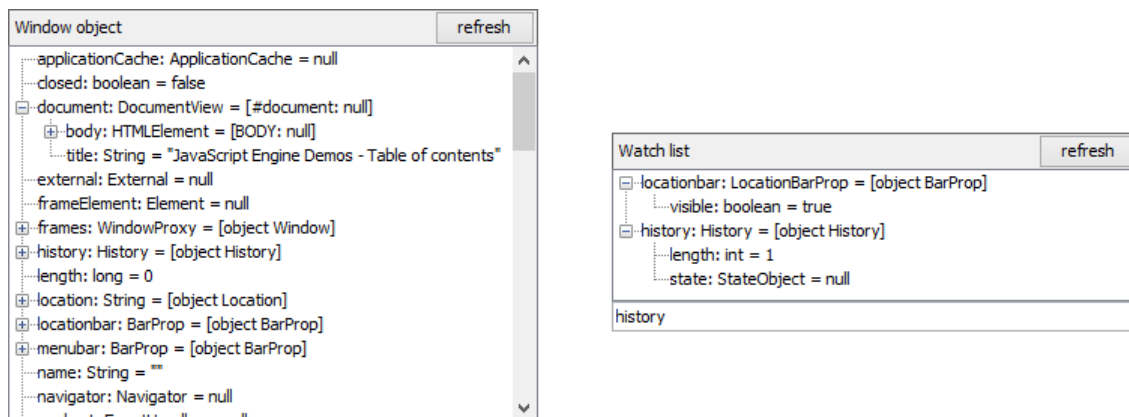 Window object
refresh
applicationCache: ApplicationCache = null
closed: boolean = false
document: DocumentView = [#document: null]
body: HTMLElement = [BODY: null]
title: String = "JavaScript Engine Demos - Table of contents"
external: External = null
frameElement: Element = null
frames: WindowProxy = [object Window]
history: History = [object History]
length: long = 0
location: String = [object Location]
locationbar: BarProp = [object BarProp]
menubar: BarProp = [object BarProp]
name: String = ""
navigator: Navigator = null
Watch list
refresh
locationbar: LocationBarProp = [object BarProp]
visible: boolean = true
history: History = [object History]
length: int = 1
state: StateObject = null
history